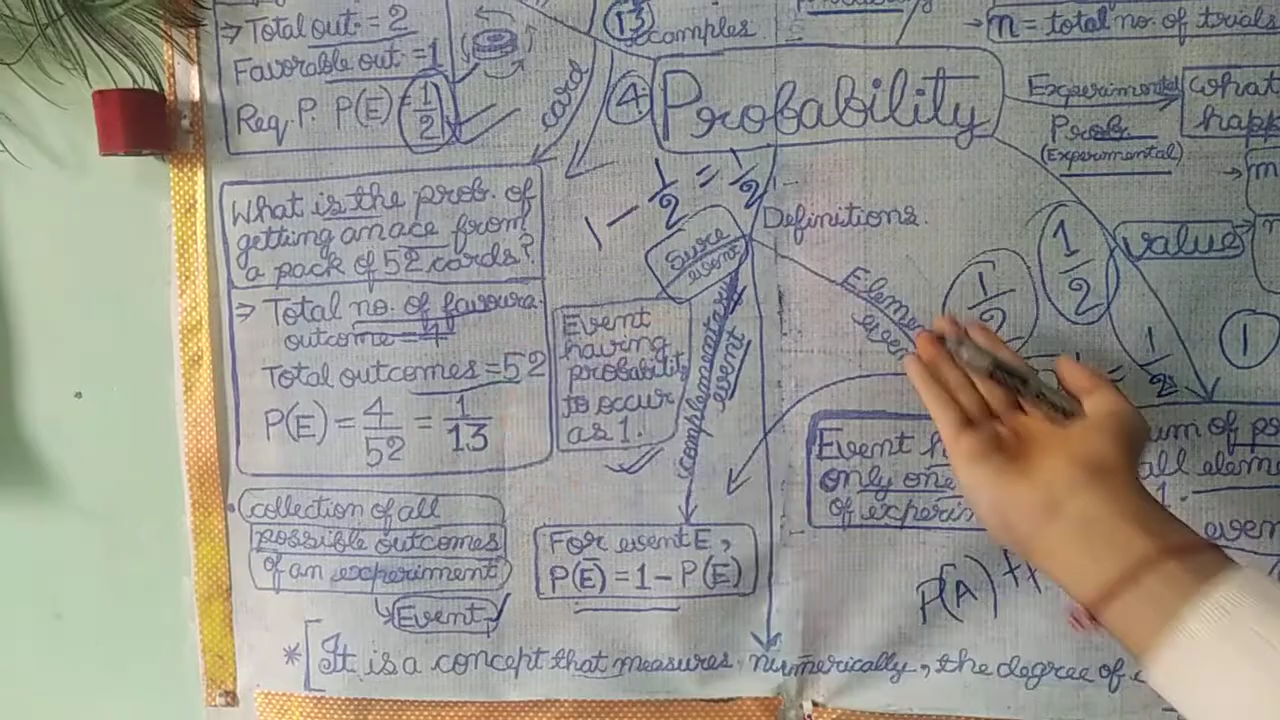 ⇒ Total out. = 2
Favorable out = 1
Req. P. P(E) = 1/2
13 examples
4
Probability
card
→ n = total no. of trials
Experimental
Prob.
(Experimental)
what
happ
→ m
What is the prob. of
getting an ace from
a pack of 52 cards?
⇒ Total no. of favoura.
outcome = 4
Total outcomes = 52
P(E) = 4/52 = 1/13
1 - 1/2 = 1/2
Definitions.
Sure
event
Event
having
probability
to occur
as 1.
complementary
event
Elemen
even
1/2
1/2
value
1/2
1
Event h
only one
of experim
um of ps
all eleme
1.
even
collection of all
possible outcomes
of an experiment
Event
For event E,
P(E̅) = 1 - P(E)
P(A) +
* It is a concept that measures numerically, the degree of